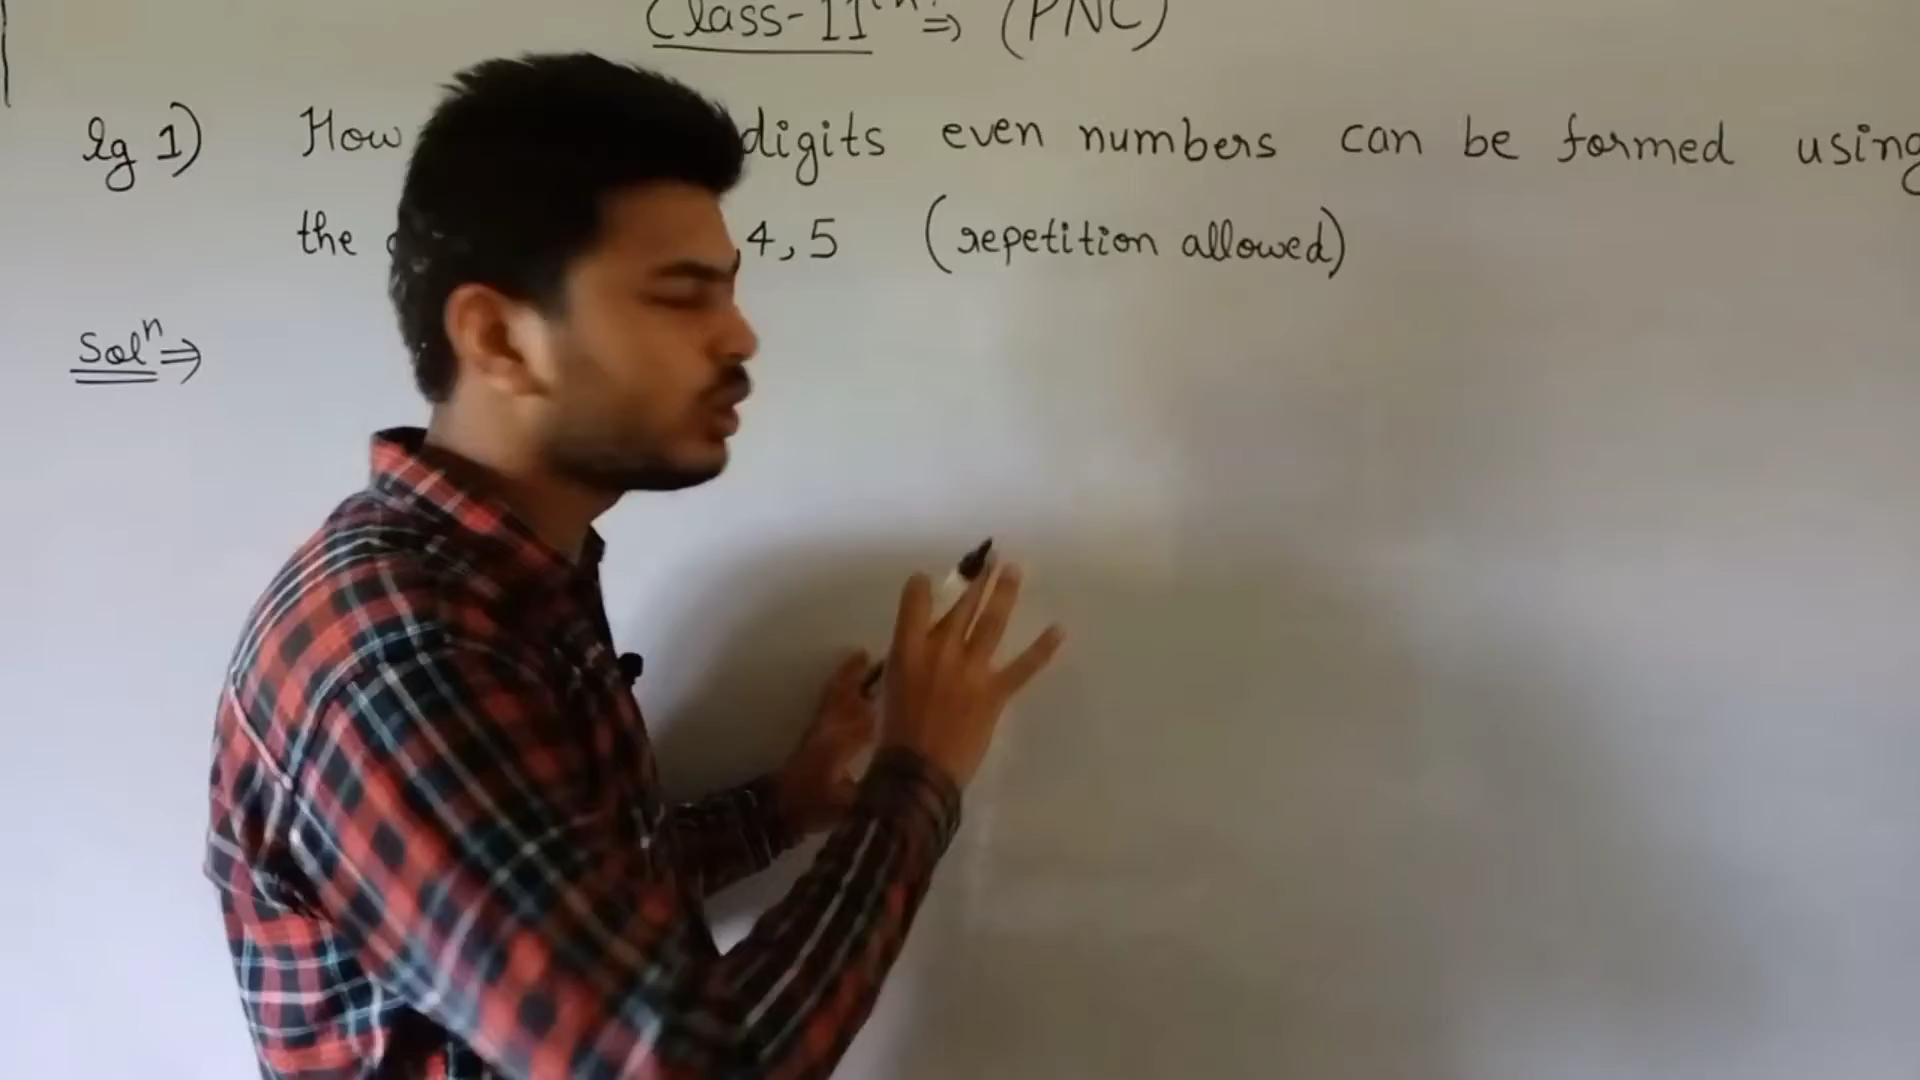 Class-11th ⇒ (PNC)
Eg 1) How digits even numbers can be formed using
the 4, 5 (repetition allowed)
Solⁿ ⇒